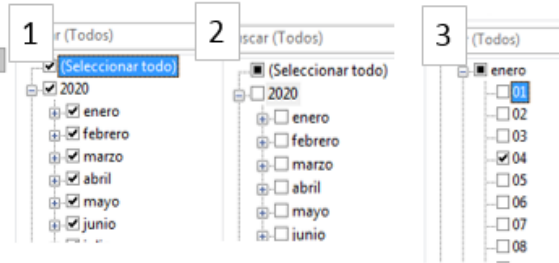 1
r (Todos)
(Seleccionar todo)
2020
enero
febrero
marzo
abril
mayo
junio
2
scar (Todos)
(Seleccionar todo)
2020
enero
febrero
marzo
abril
mayo
junio
3
(Todos)
enero
01
02
03
04
05
06
07
08